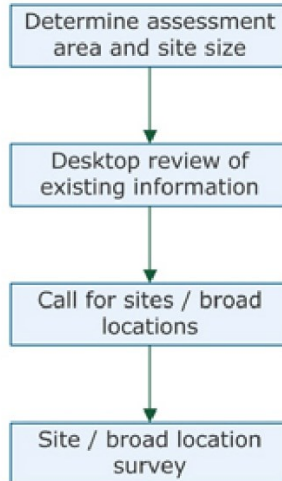 Determine assessment
area and site size
Desktop review of
existing information
Call for sites / broad
locations
Site / broad location
survey